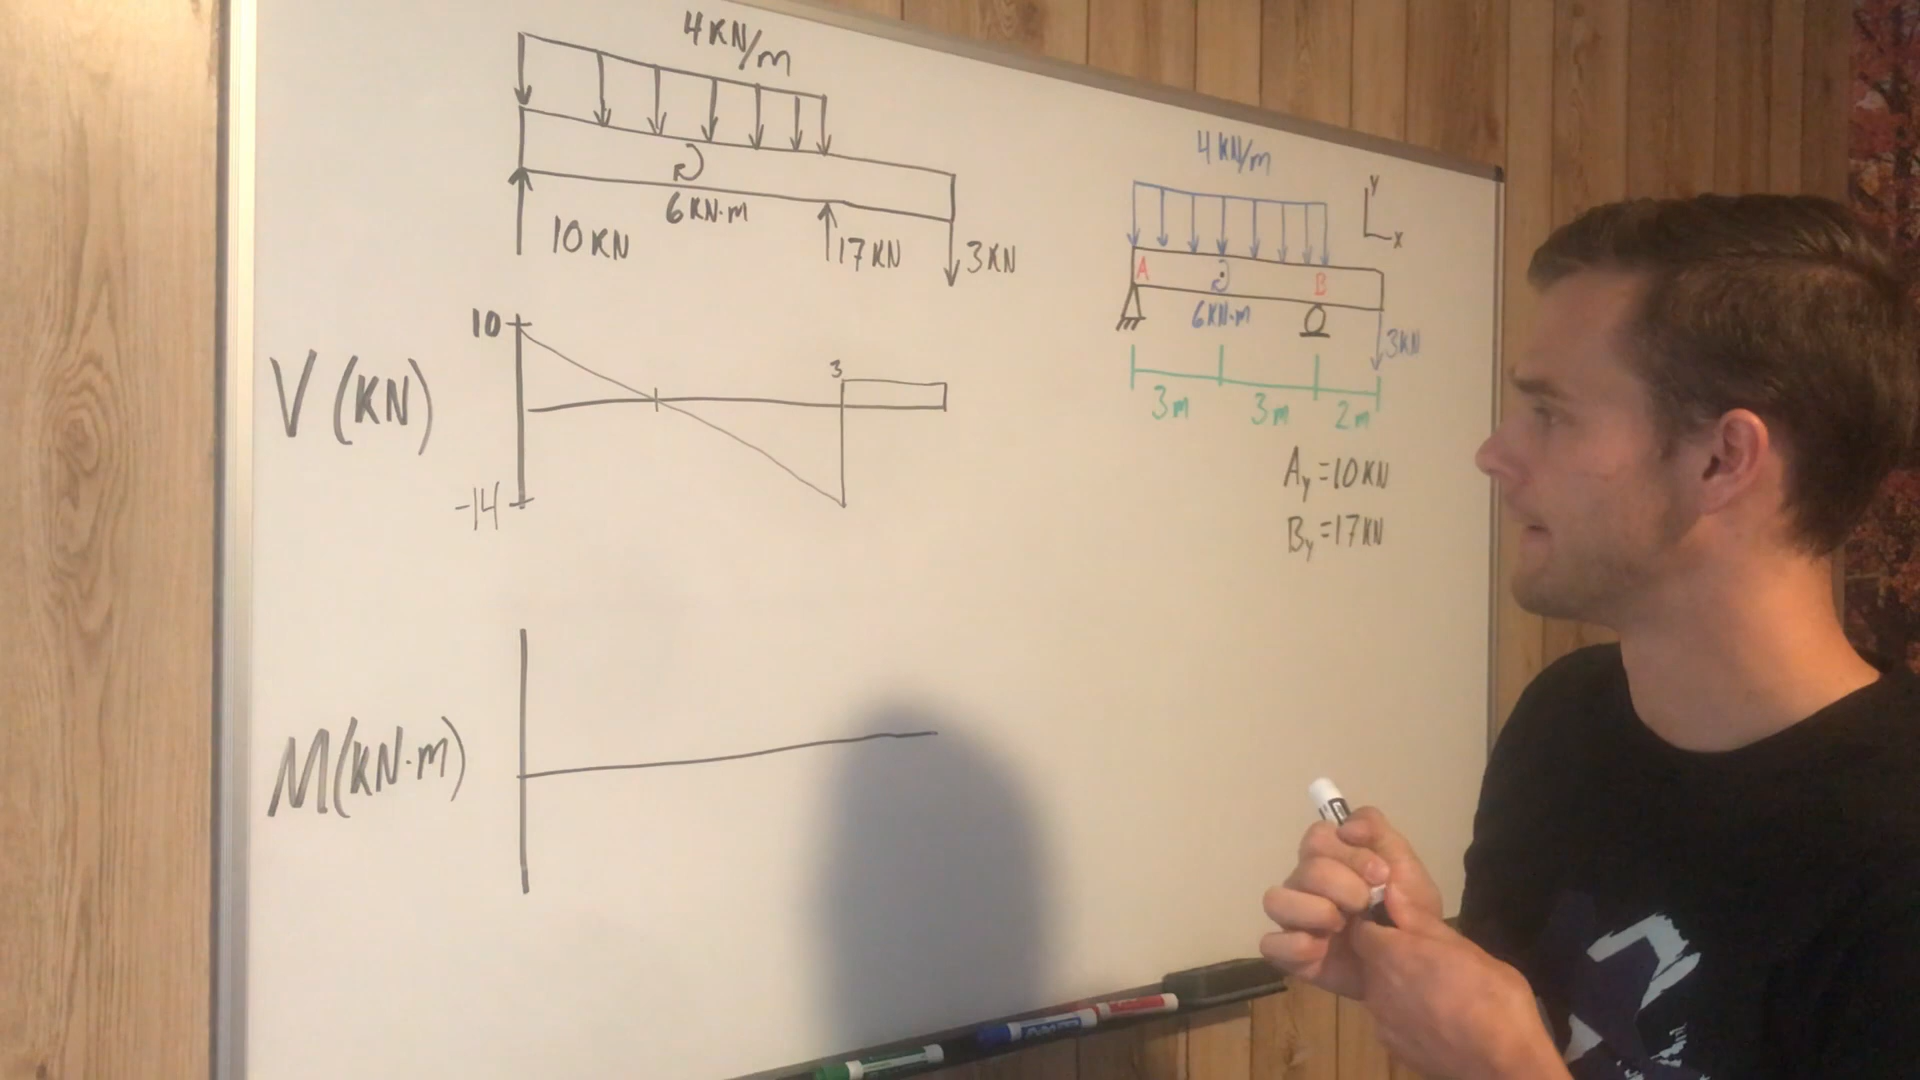 4KN/m
6KN·m
10KN
17KN
3KN
V (KN)
10
3
-14
M(KN·m)
4KN/m
y
x
A
B
6KN·m
3KN
3m
3m
2m
Ay=10KN
By=17KN